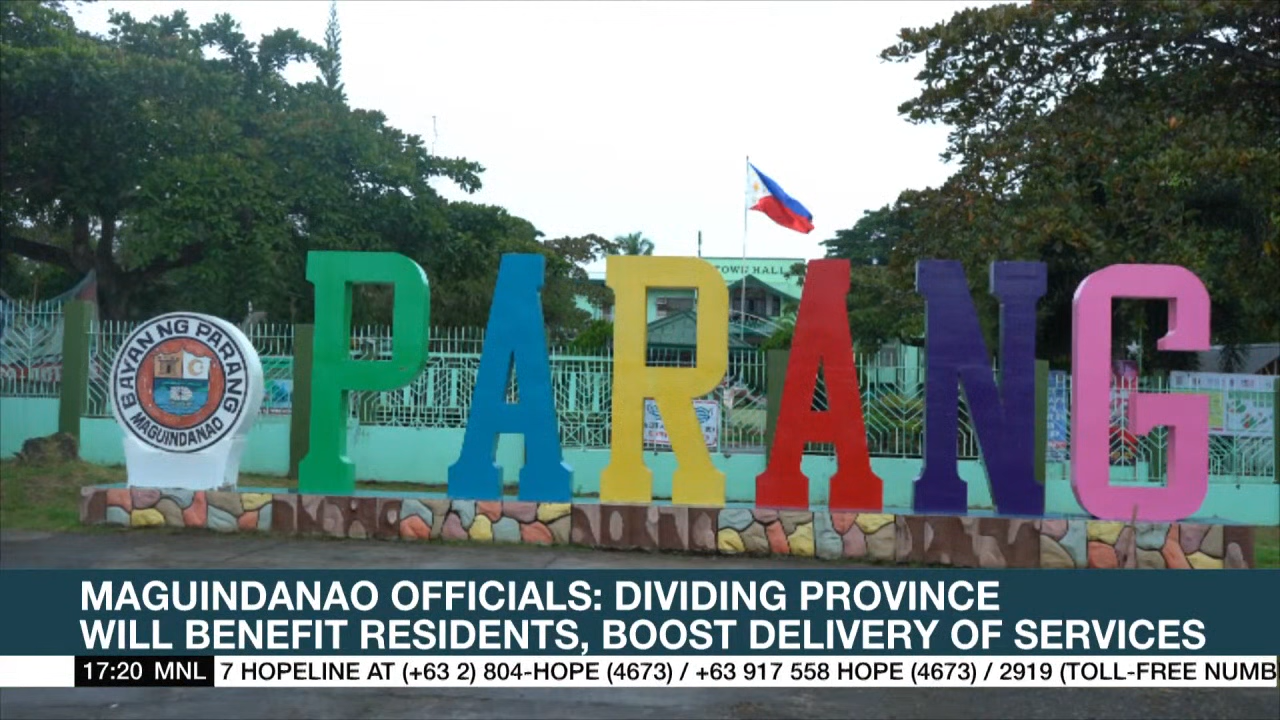 TOWN HALL
BAYAN NG PARANG
MAGUINDANAO
PARANG
MAGUINDANAO OFFICIALS: DIVIDING PROVINCE
WILL BENEFIT RESIDENTS, BOOST DELIVERY OF SERVICES
17:20 MNL 7 HOPELINE AT (+63 2) 804-HOPE (4673) / +63 917 558 HOPE (4673) / 2919 (TOLL-FREE NUMB